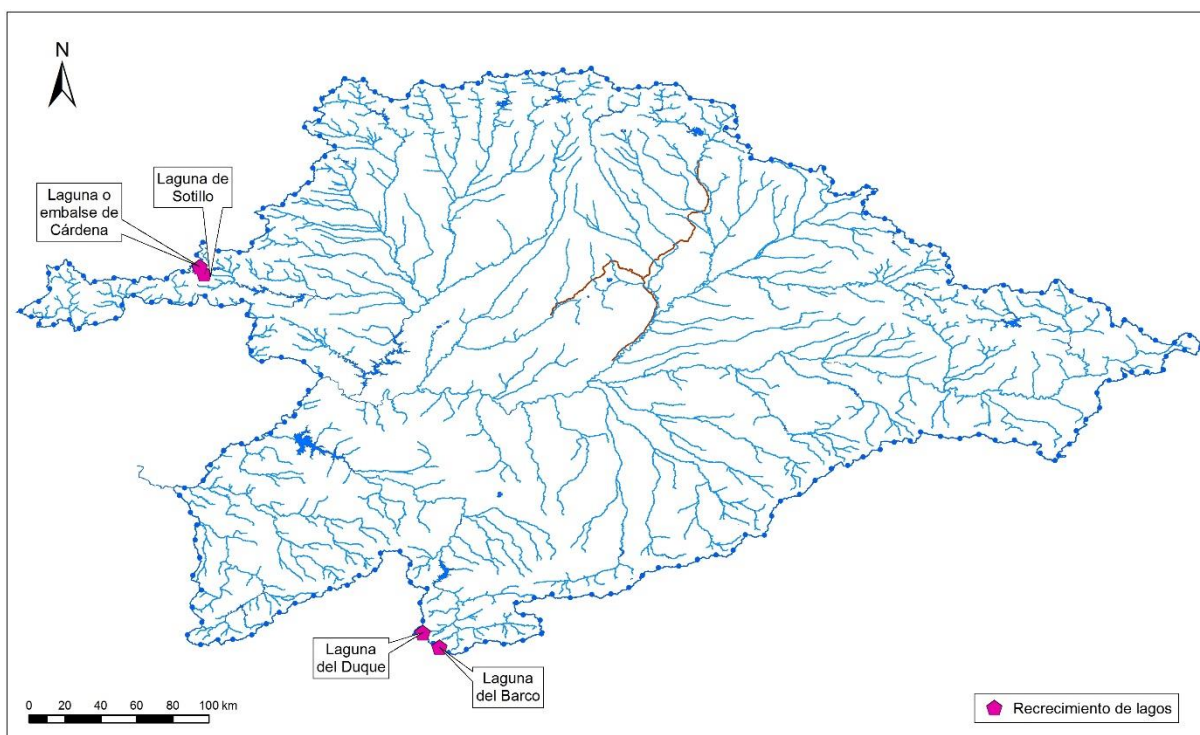 N
Laguna de
Sotillo
Laguna o
embalse de
Cárdena
Laguna
del Duque
Laguna
del Barco
0 20 40 60 80 100 km
Recrecimiento de lagos